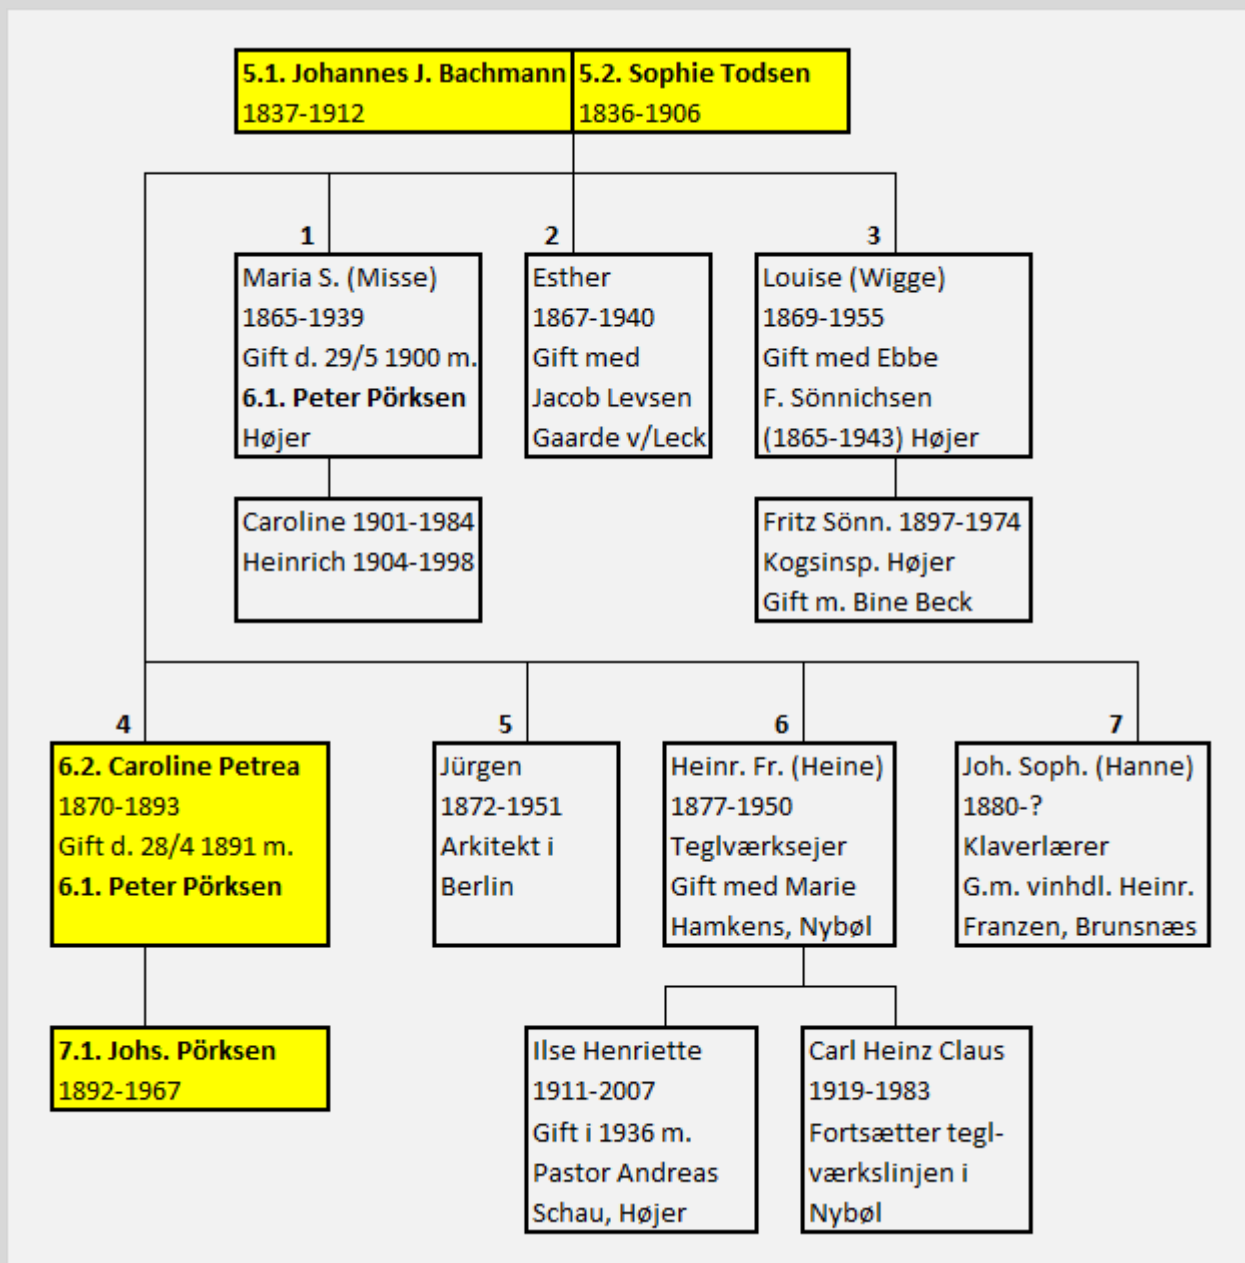 5.1. Johannes J. Bachmann
1837-1912
5.2. Sophie Todsen
1836-1906
1
Maria S. (Misse)
1865-1939
Gift d. 29/5 1900 m.
6.1. Peter Pörksen
Højer
2
Esther
1867-1940
Gift med
Jacob Levsen
Gaarde v/Leck
3
Louise (Wigge)
1869-1955
Gift med Ebbe
F. Sönnichsen
(1865-1943) Højer
Caroline 1901-1984
Heinrich 1904-1998
Fritz Sönn. 1897-1974
Kogsinsp. Højer
Gift m. Bine Beck
4
6.2. Caroline Petrea
1870-1893
Gift d. 28/4 1891 m.
6.1. Peter Pörksen
5
Jürgen
1872-1951
Arkitekt i
Berlin
6
Heinr. Fr. (Heine)
1877-1950
Teglværksejer
Gift med Marie
Hamkens, Nybøl
7
Joh. Soph. (Hanne)
1880-?
Klaverlærer
G.m. vinhdl. Heinr.
Franzen, Brunsnæs
7.1. Johs. Pörksen
1892-1967
Ilse Henriette
1911-2007
Gift i 1936 m.
Pastor Andreas
Schau, Højer
Carl Heinz Claus
1919-1983
Fortsætter tegl-
værkslinjen i
Nybøl